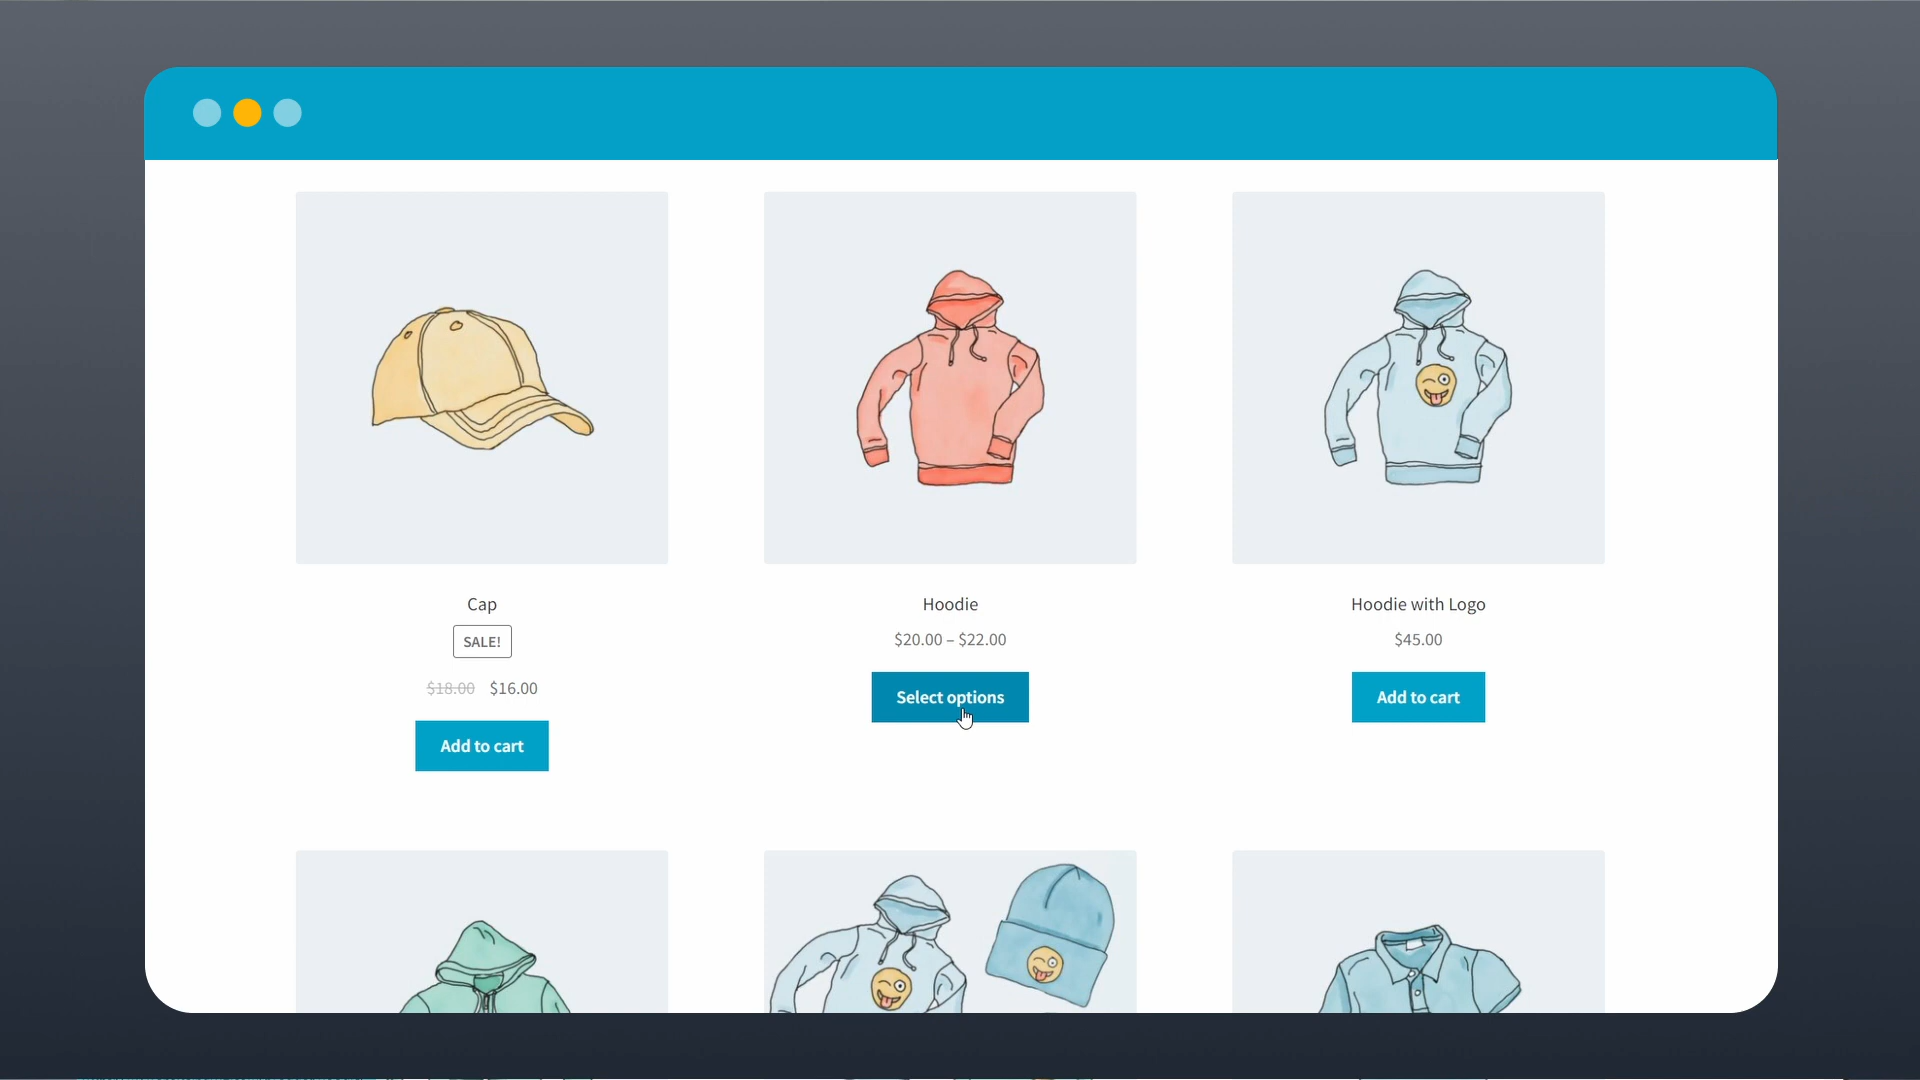 Cap
SALE!
$18.00 $16.00
Add to cart
Hoodie
$20.00 – $22.00
Select options
Hoodie with Logo
$45.00
Add to cart